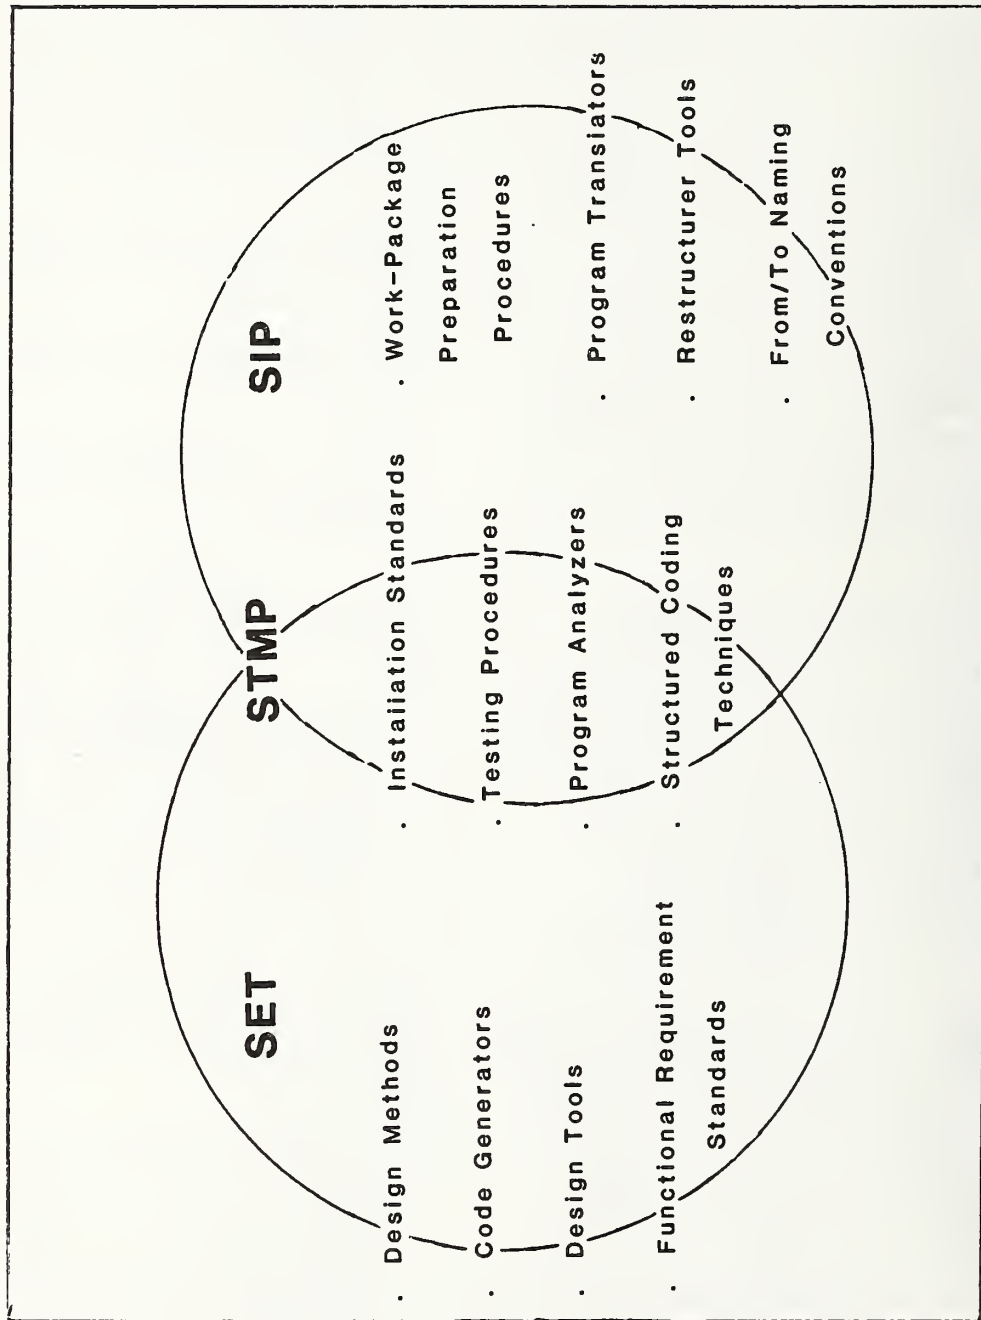 SET
. Design Methods
. Code Generators
. Design Tools
. Functional Requirement
Standards
STMP
. Installation Standards
. Testing Procedures
. Program Analyzers
. Structured Coding
Techniques
SIP
. Work-Package
Preparation
Procedures
. Program Translators
. Restructurer Tools
. From/To Naming
Conventions